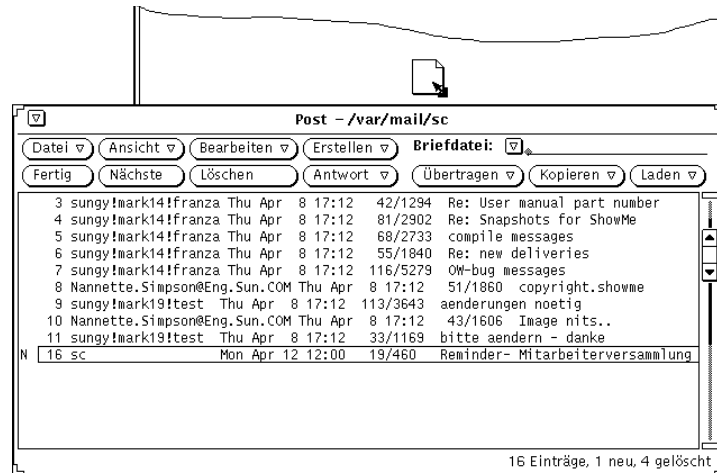 Post – /var/mail/sc
Datei Ansicht Bearbeiten Erstellen Briefdatei:
Fertig Nächste Löschen Antwort Übertragen Kopieren Laden
3 sungy!mark14!franza Thu Apr 8 17:12 42/1294 Re: User manual part number
4 sungy!mark14!franza Thu Apr 8 17:12 81/2902 Re: Snapshots for ShowMe
5 sungy!mark14!franza Thu Apr 8 17:12 68/2733 compile messages
6 sungy!mark14!franza Thu Apr 8 17:12 55/1840 Re: new deliveries
7 sungy!mark14!franza Thu Apr 8 17:12 116/5279 OW-bug messages
8 Nannette.Simpson@Eng.Sun.COM Thu Apr 8 17:12 51/1860 copyright.showme
9 sungy!mark19!test Thu Apr 8 17:12 113/3643 aenderungen noetig
10 Nannette.Simpson@Eng.Sun.COM Thu Apr 8 17:12 43/1606 Image nits..
11 sungy!mark19!test Thu Apr 8 17:12 33/1169 bitte aendern - danke
N 16 sc Mon Apr 12 12:00 19/460 Reminder- Mitarbeiterversammlung
16 Einträge, 1 neu, 4 gelöscht